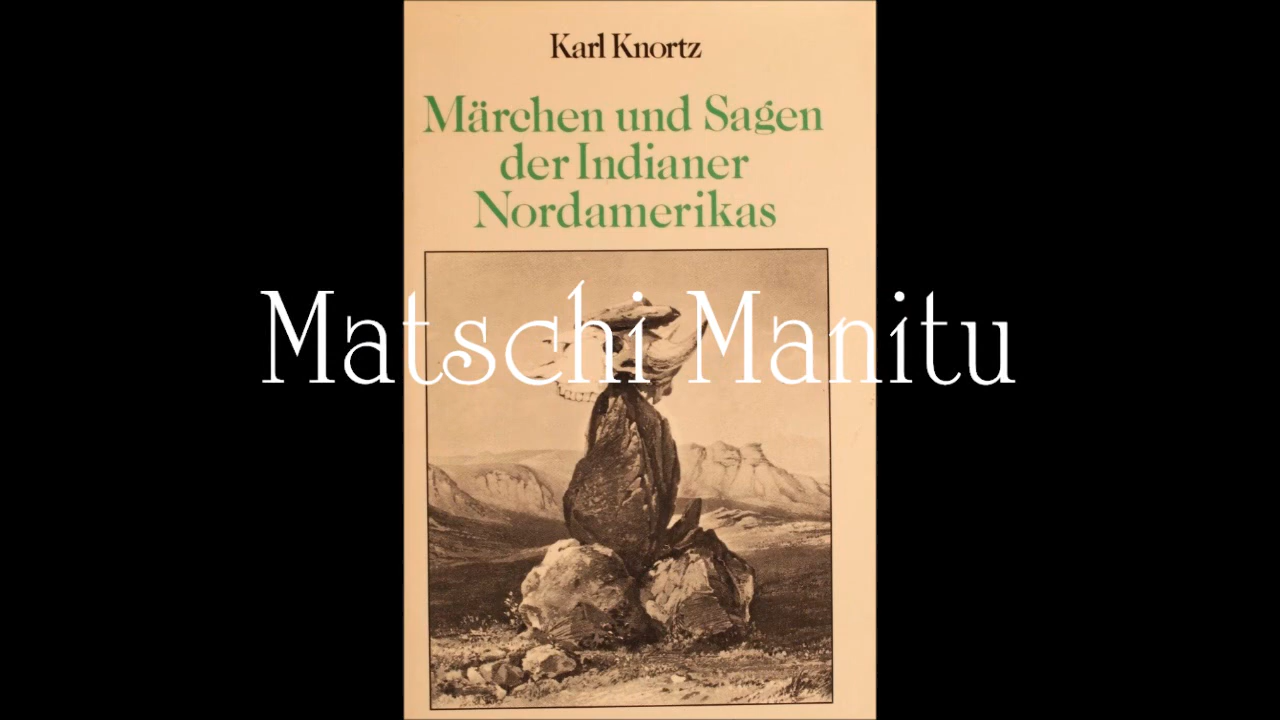 Karl Knortz
Märchen und Sagen
der Indianer
Nordamerikas
Matschi Manitu